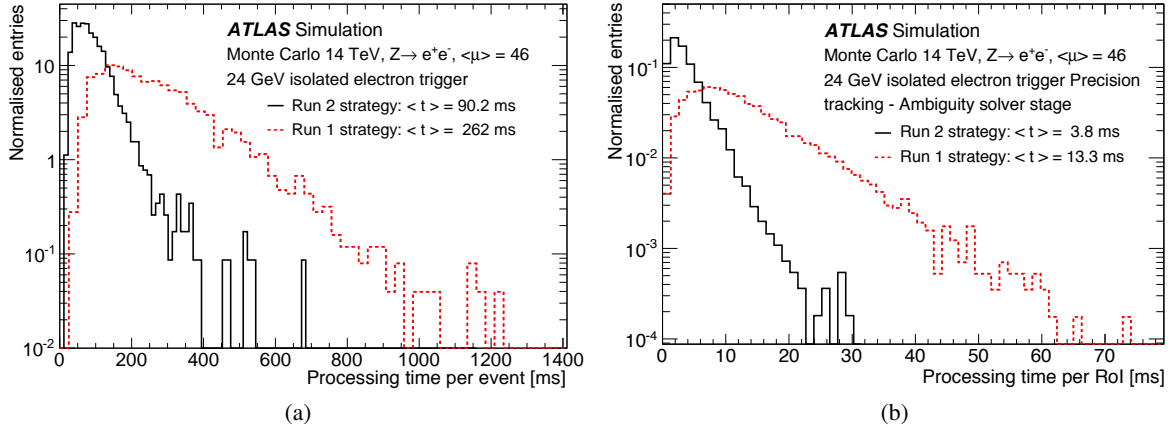 Normalised entries
ATLAS Simulation
Monte Carlo 14 TeV, Z→ e⁺e⁻, <μ> = 46
24 GeV isolated electron trigger
Run 2 strategy: < t > = 90.2 ms
Run 1 strategy: < t > = 262 ms
10
1
10⁻¹
10⁻²
0 200 400 600 800 1000 1200 1400
Processing time per event [ms]
(a)
Normalised entries
ATLAS Simulation
Monte Carlo 14 TeV, Z→ e⁺e⁻, <μ> = 46
24 GeV isolated electron trigger Precision
tracking - Ambiguity solver stage
Run 2 strategy: < t > = 3.8 ms
Run 1 strategy: < t > = 13.3 ms
10⁻¹
10⁻²
10⁻³
10⁻⁴
0 10 20 30 40 50 60 70
Processing time per RoI [ms]
(b)